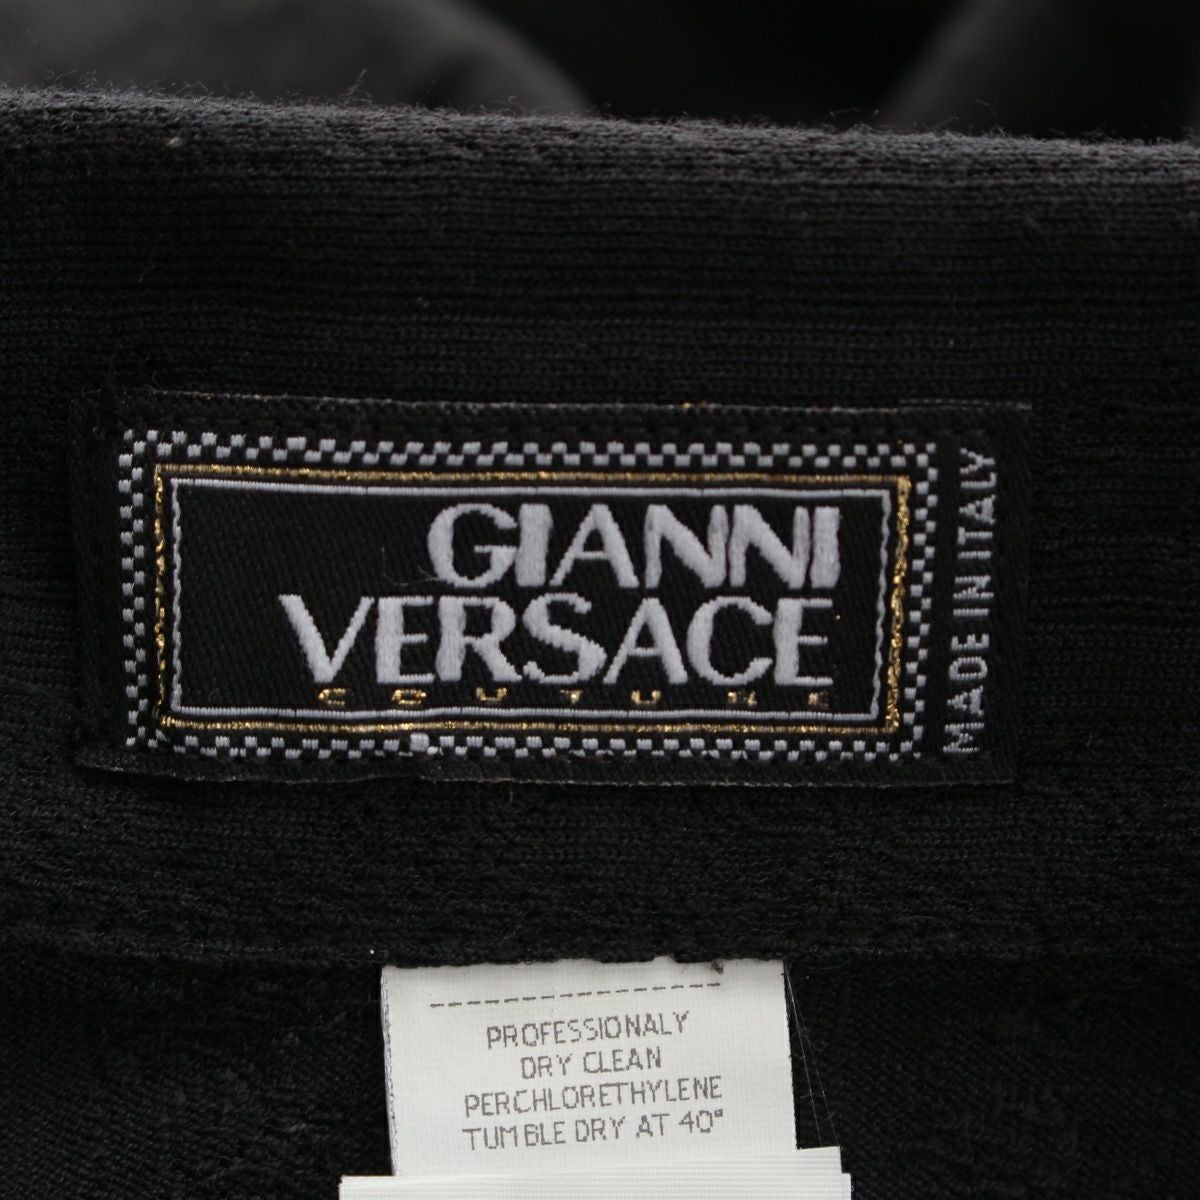 GIANNI
VERSACE
COUTURE
MADE IN ITALY
PROFESSIONALY
DRY CLEAN
PERCHLORETHYLENE
TUMBLE DRY AT 40°